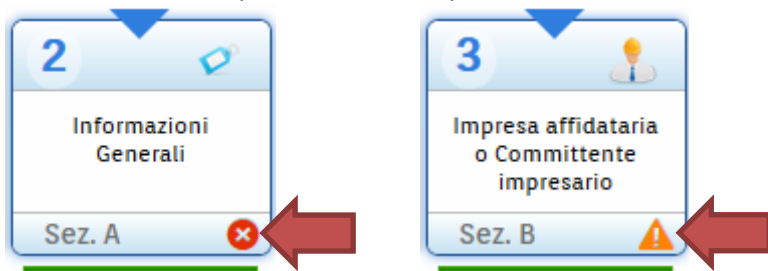 2
Informazioni
Generali
Sez. A
3
Impresa affidataria
o Committente
impresario
Sez. B